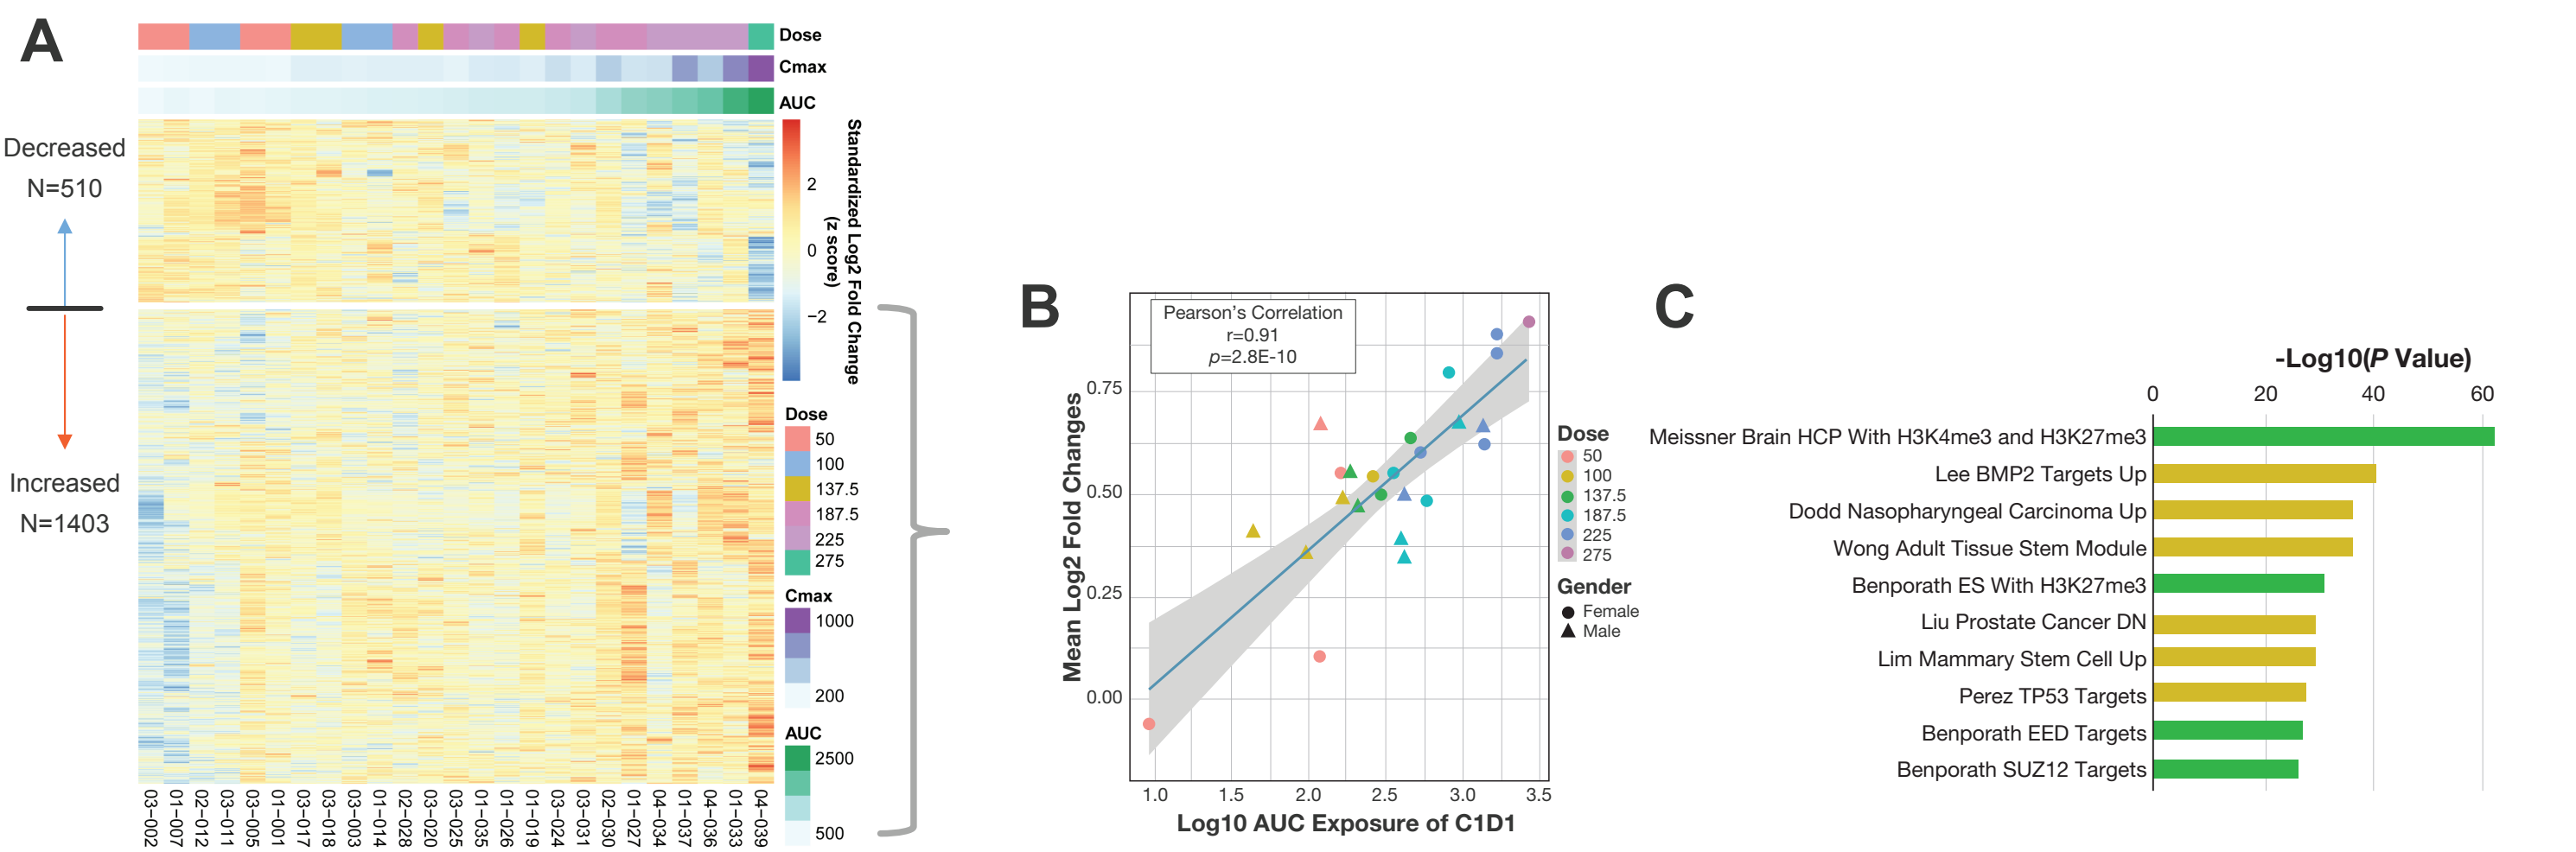 A
Dose
Cmax
AUC
Decreased
N=510
Increased
N=1403
Standardized Log2 Fold Change
(z score)
2
0
−2
Dose
50
100
137.5
187.5
225
275
Cmax
1000
200
AUC
2500
500
03−002
01−007
02−012
03−011
03−005
01−001
03−017
03−018
03−003
01−014
02−028
03−020
03−025
01−035
01−026
01−019
03−024
03−031
02−030
01−027
04−034
01−037
04−036
01−033
04−039
B
Pearson's Correlation
r=0.91
p=2.8E-10
Mean Log2 Fold Changes
0.75
0.50
0.25
0.00
1.0 1.5 2.0 2.5 3.0 3.5
Log10 AUC Exposure of C1D1
Dose
50
100
137.5
187.5
225
275
Gender
Female
Male
C
-Log10(P Value)
0 20 40 60
Meissner Brain HCP With H3K4me3 and H3K27me3
Lee BMP2 Targets Up
Dodd Nasopharyngeal Carcinoma Up
Wong Adult Tissue Stem Module
Benporath ES With H3K27me3
Liu Prostate Cancer DN
Lim Mammary Stem Cell Up
Perez TP53 Targets
Benporath EED Targets
Benporath SUZ12 Targets